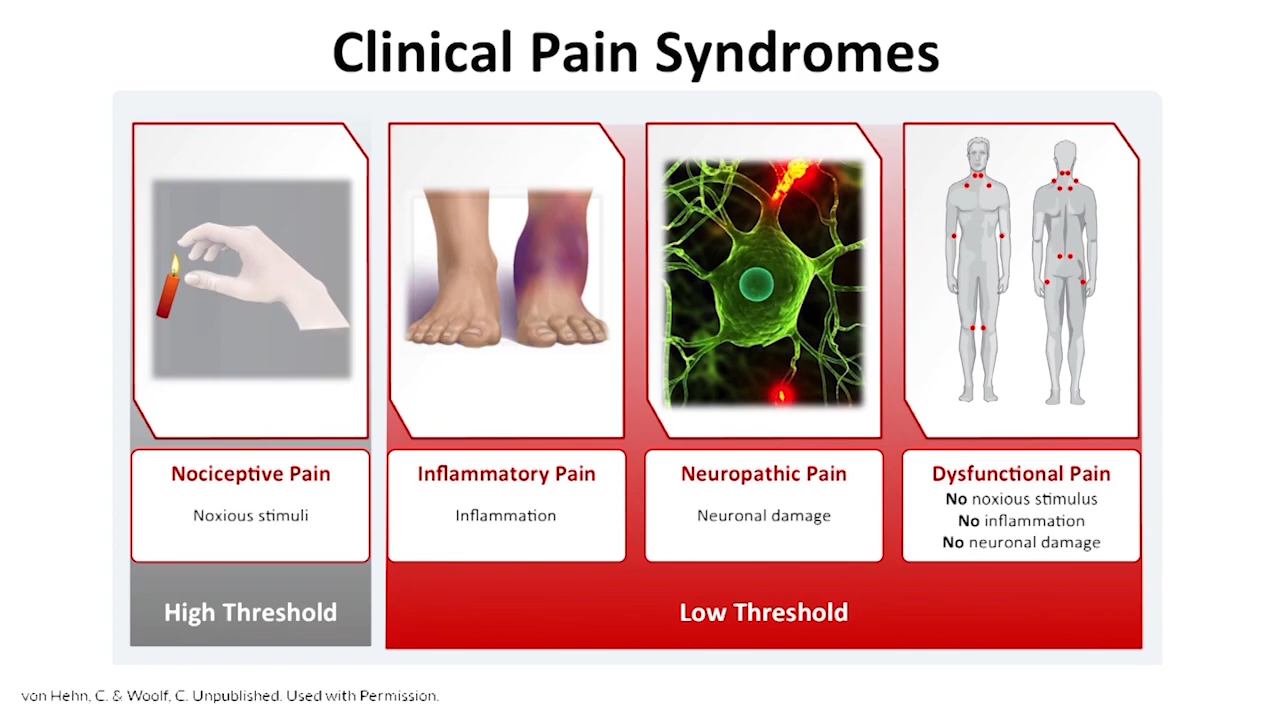 Clinical Pain Syndromes
Nociceptive Pain
Noxious stimuli
Inflammatory Pain
Inflammation
Neuropathic Pain
Neuronal damage
Dysfunctional Pain
No noxious stimulus
No inflammation
No neuronal damage
High Threshold
Low Threshold
von Hehn, C. & Woolf, C. Unpublished. Used with Permission.